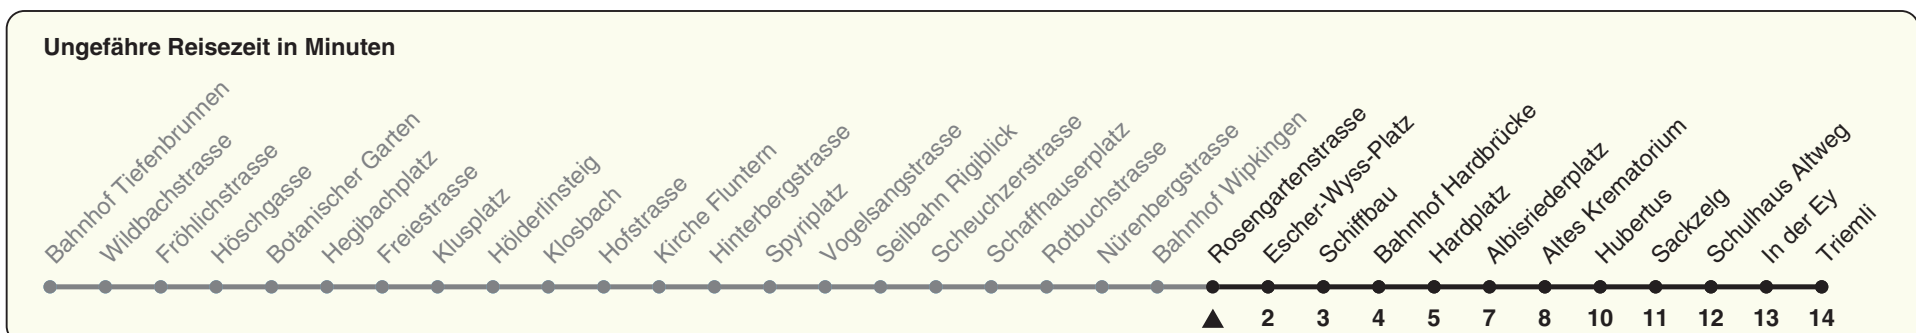 Ungefähre Reisezeit in Minuten
Bahnhof Tiefenbrunnen
Wildbachstrasse
Fröhlichstrasse
Höschgasse
Botanischer Garten
Hegibachplatz
Freiestrasse
Klusplatz
Hölderlinsteig
Klosbach
Hofstrasse
Kirche Fluntern
Hinterbergstrasse
Spyriplatz
Vogelsangstrasse
Seilbahn Rigiblick
Scheuchzerstrasse
Schaffhauserplatz
Rotbuchstrasse
Nürenbergstrasse
Bahnhof Wipkingen
Rosengartenstrasse
Escher-Wyss-Platz
Schiffbau
Bahnhof Hardbrücke
Hardplatz
Albisriederplatz
Altes Krematorium
Hubertus
Sackzelg
Schulhaus Altweg
In der Ey
Triemli
2 3 4 5 7 8 10 11 12 13 14